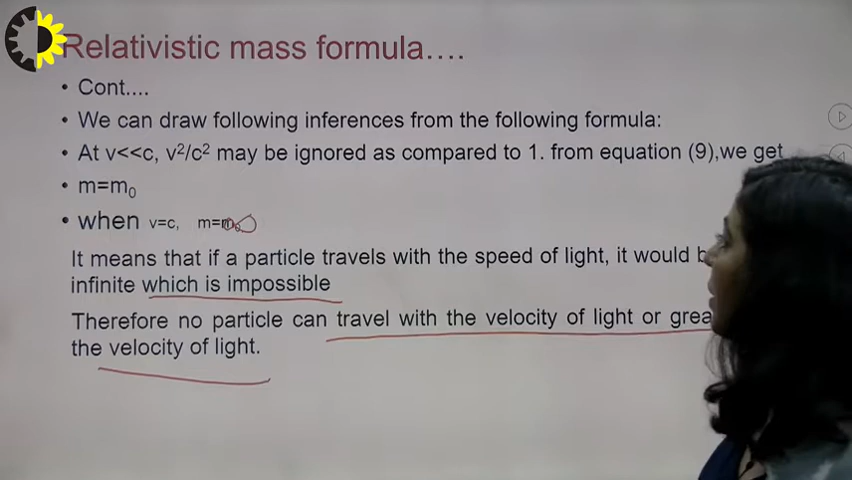 Relativistic mass formula….
• Cont....
• We can draw following inferences from the following formula:
• At v<<c, v²/c² may be ignored as compared to 1. from equation (9),we get
• m=m₀
• when v=c, m=∞
It means that if a particle travels with the speed of light, it would
infinite which is impossible
Therefore no particle can travel with the velocity of light or
the velocity of light.